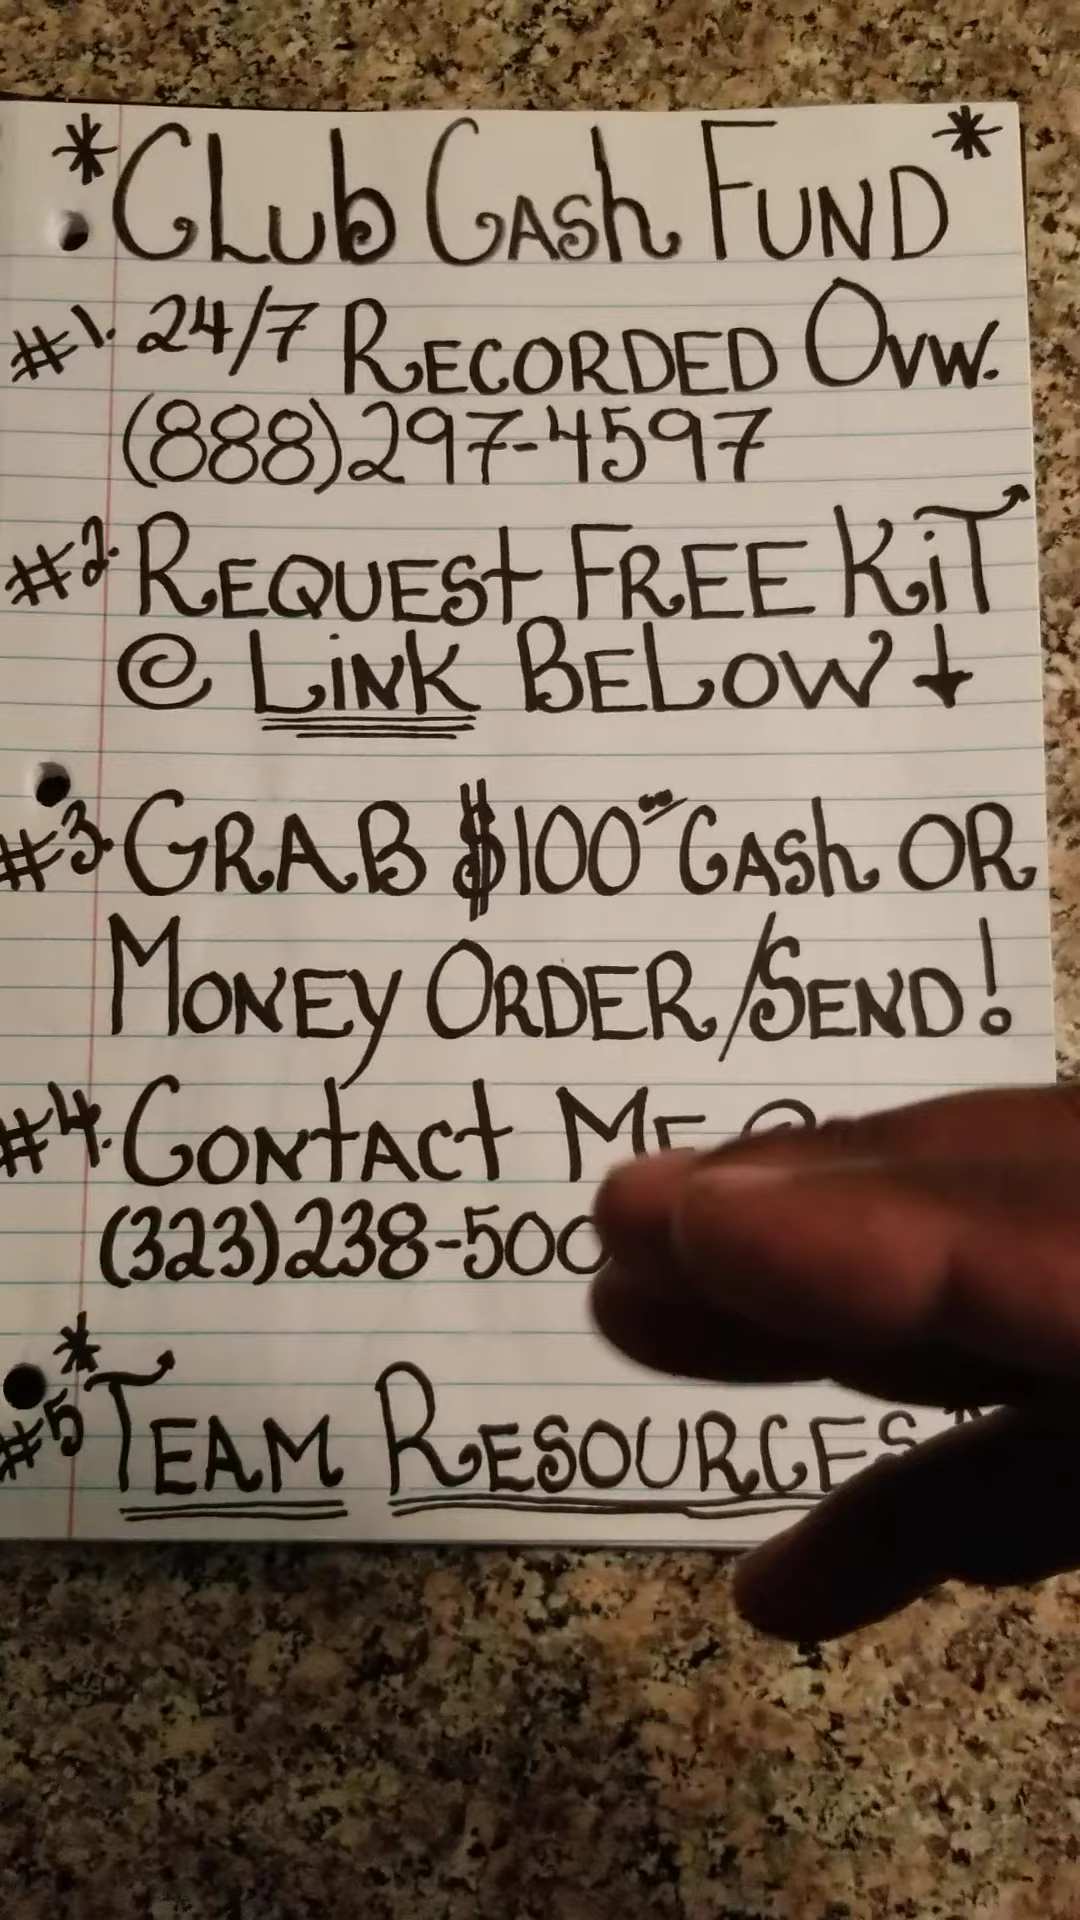 *Club Cash Fund*
#1. 24/7 Recorded Ovw.
(888)297-4597
#2. Request Free Kit
@ Link Below ↓
#3. Grab $100.00 Cash or
Money Order/Send!
#4. Contact Me @
(323)238-500
#5 *Team Resources*